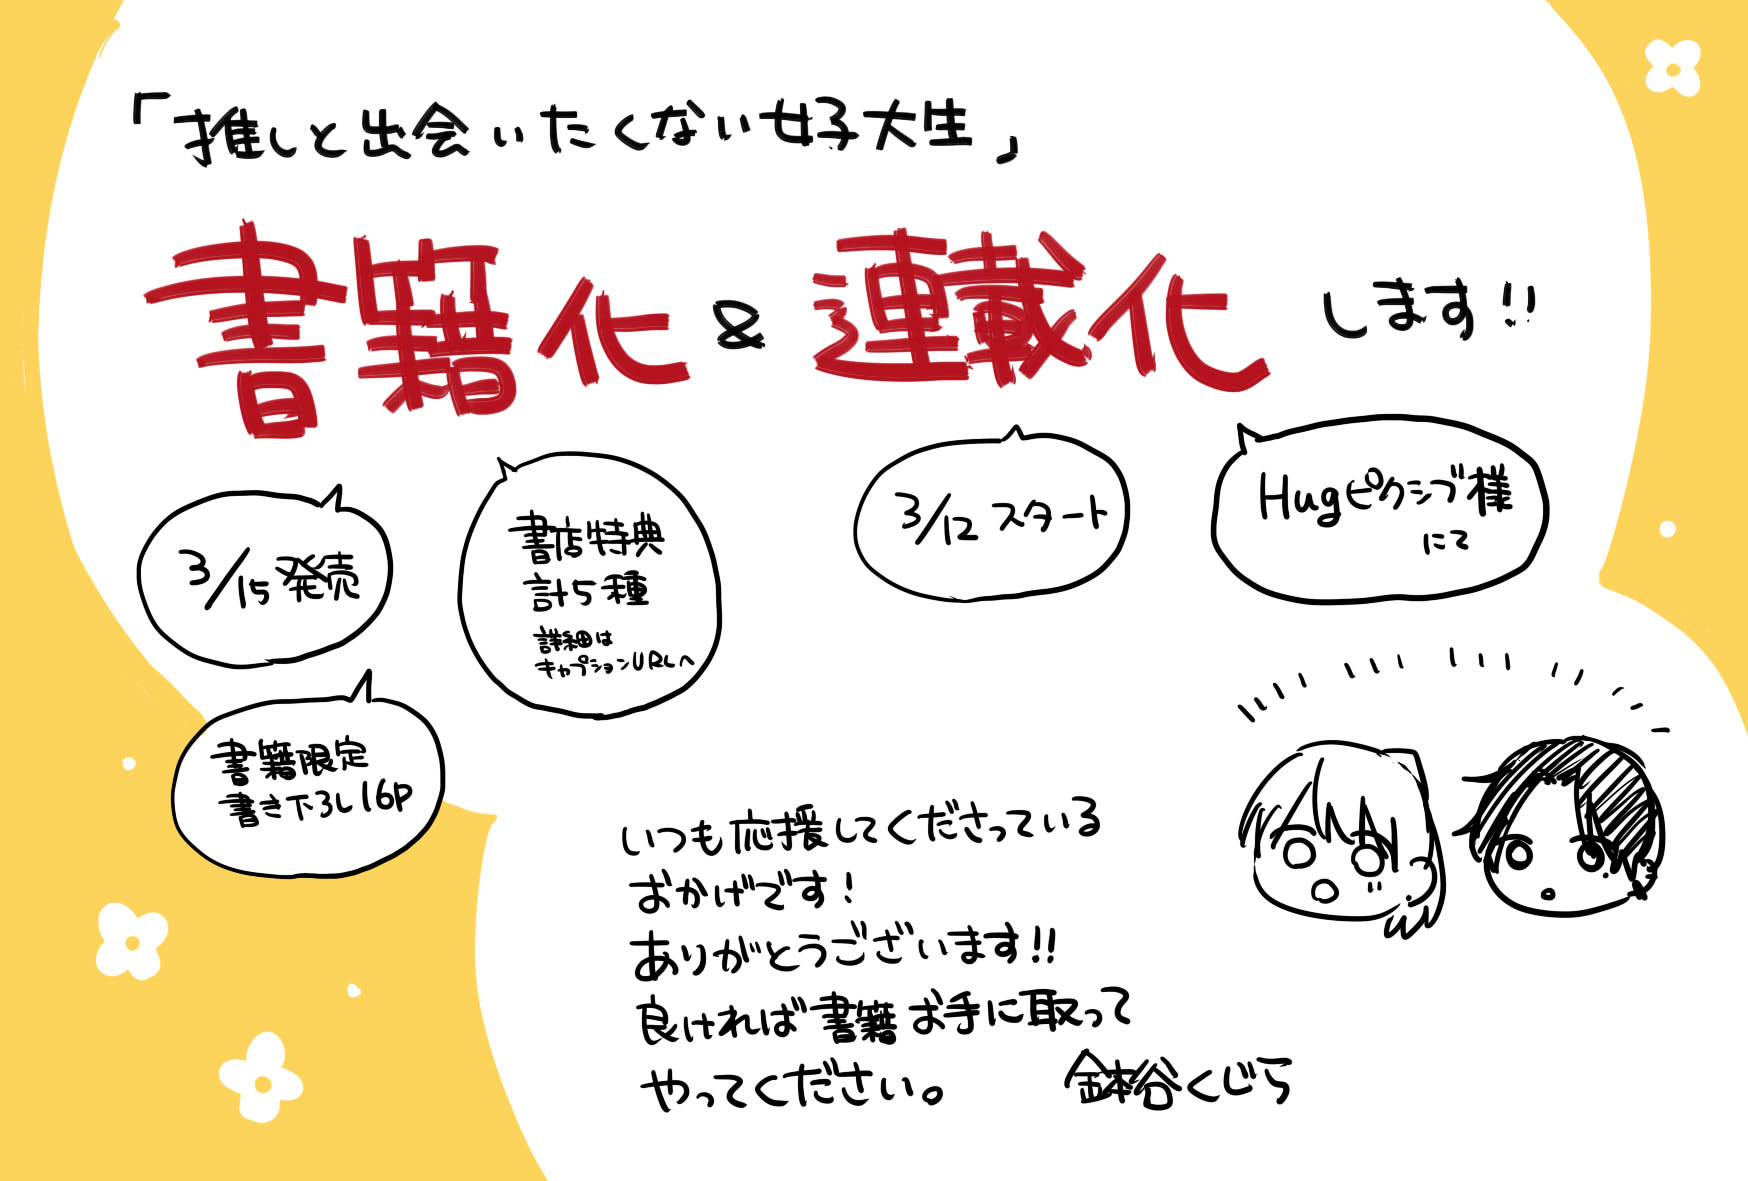 「推しと出会いたくない女子大生」
書籍化&連載化します!!
3/15発売
書店特典
計5種
詳細は
キャプションURLへ
3/12スタート
Hugピクシブ様
にて
書籍限定
書き下ろし16P
いつも応援してくださっている
おかげです!
ありがとうございます!!
良ければ書籍お手に取って
やってください。
鉢谷くじら